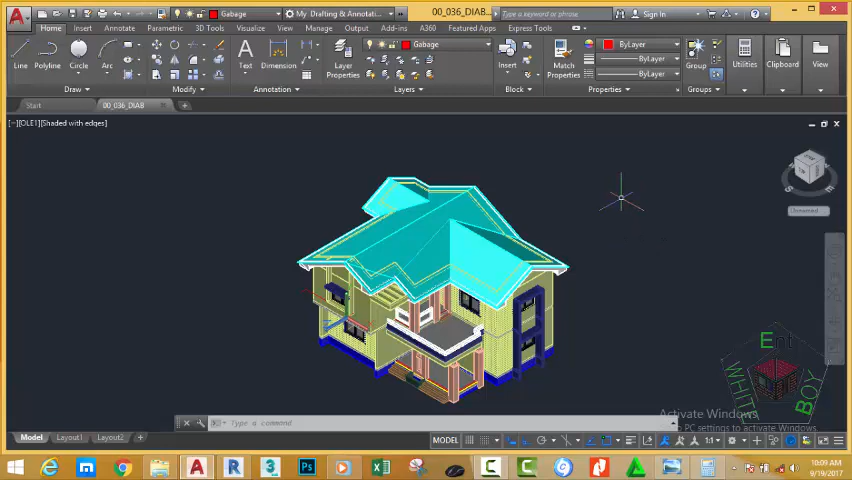 Gabage
My Drafting & Annotation
00_036_DIAB...
Type a keyword or phrase
Sign In
Home Insert Annotate Parametric 3D Tools Visualize View Manage Output Add-ins A360 Featured Apps Express Tools
Line Polyline Circle Arc
Text Dimension
Layer Properties
Gabage
Insert
Match Properties
ByLayer
ByLayer
ByLayer
Group
Utilities
Clipboard
View
Draw Modify Annotation Layers Block Properties Groups
Start 00_036_DIAB
[−][OLE1][Shaded with edges]
Unnamed
Ent
WHITE
BOY
Activate Windows
PC settings to activate Windows
Type a command
Model Layout1 Layout2
MODEL
1:1
10:09 AM
9/19/2017